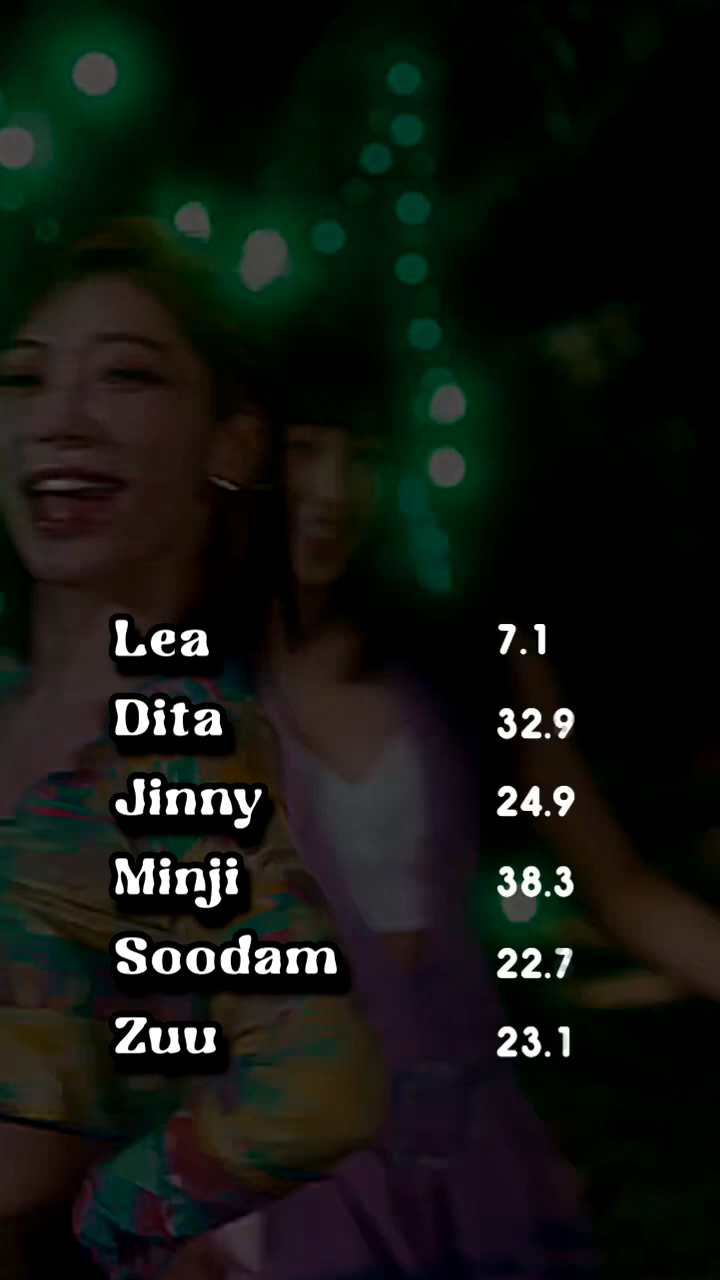 Lea 7.1
Dita 32.9
Jinny 24.9
Minji 38.3
Soodam 22.7
Zuu 23.1